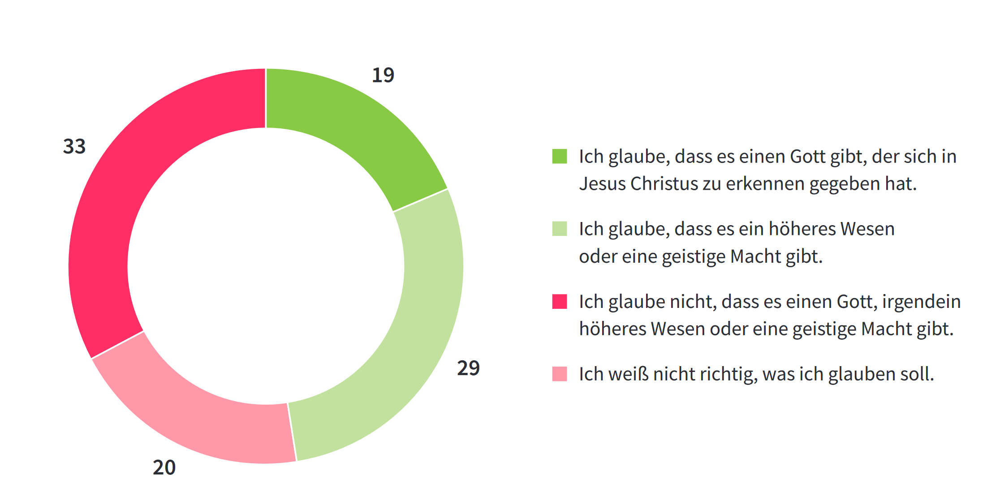 19
33
29
20
Ich glaube, dass es einen Gott gibt, der sich in
Jesus Christus zu erkennen gegeben hat.
Ich glaube, dass es ein höheres Wesen
oder eine geistige Macht gibt.
Ich glaube nicht, dass es einen Gott, irgendein
höheres Wesen oder eine geistige Macht gibt.
Ich weiß nicht richtig, was ich glauben soll.